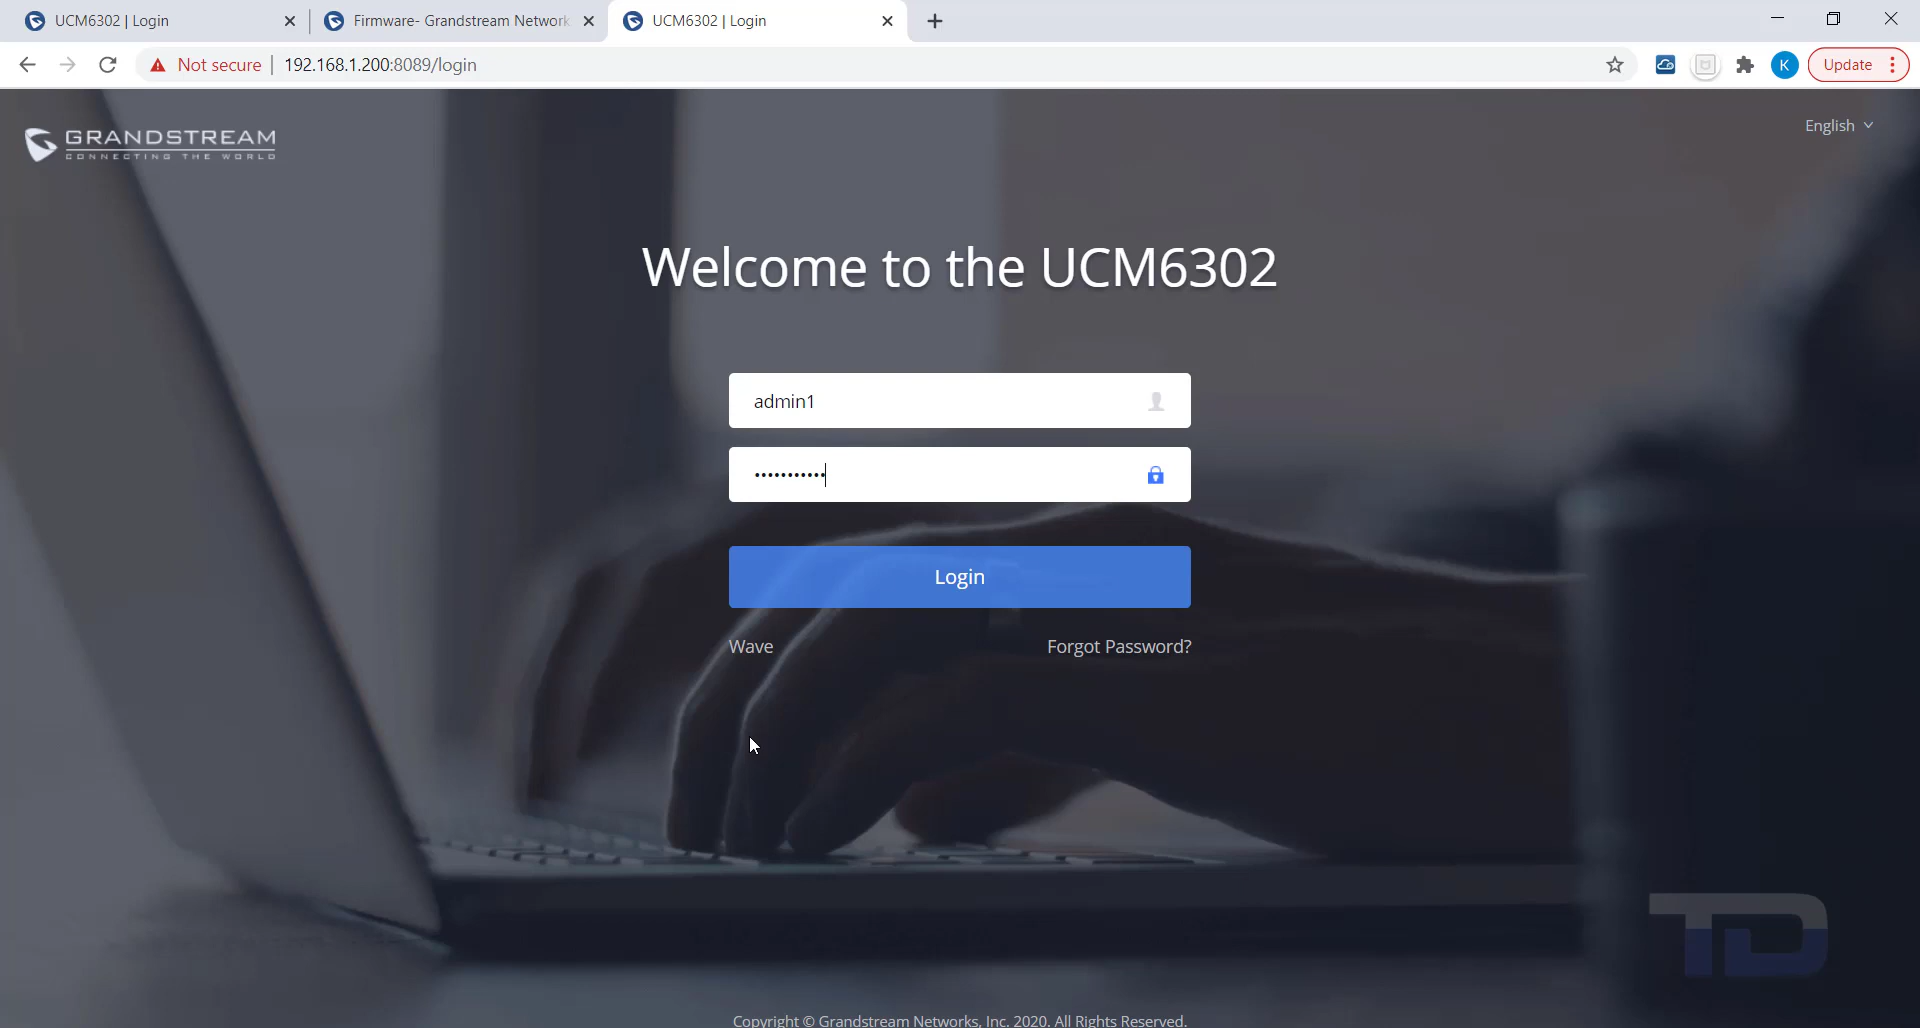 UCM6302 | Login
Firmware- Grandstream Network
UCM6302 | Login
Not secure
192.168.1.200:8089/login
K
Update
GRANDSTREAM
CONNECTING THE WORLD
English
Welcome to the UCM6302
admin1
•••••••••••
Login
Wave
Forgot Password?
TD
Copyright © Grandstream Networks, Inc. 2020. All Rights Reserved.